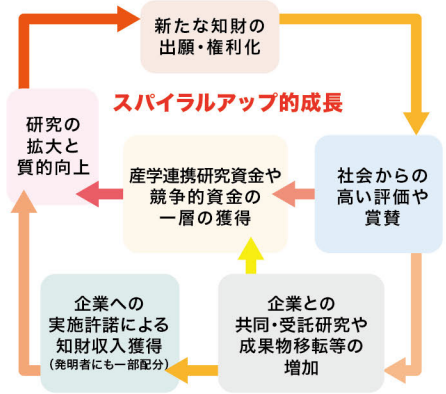 新たな知財の
出願・権利化
スパイラルアップ的成長
研究の
拡大と
質的向上
産学連携研究資金や
競争的資金の
一層の獲得
社会からの
高い評価や
賞賛
企業への
実施許諾による
知財収入獲得
(発明者にも一部配分)
企業との
共同・受託研究や
成果物移転等の
増加